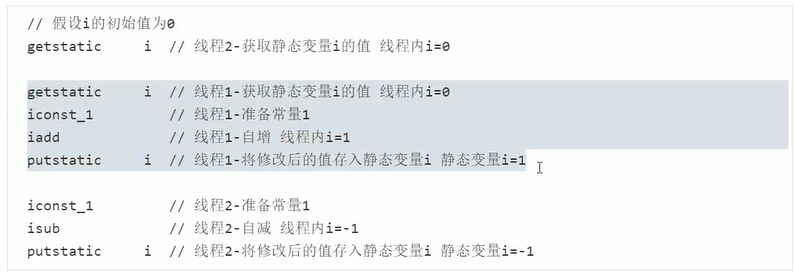 // 假设i的初始值为0
getstatic i // 线程2-获取静态变量i的值 线程内i=0
getstatic i // 线程1-获取静态变量i的值 线程内i=0
iconst_1 // 线程1-准备常量1
iadd // 线程1-自增 线程内i=1
putstatic i // 线程1-将修改后的值存入静态变量i 静态变量i=1
iconst_1 // 线程2-准备常量1
isub // 线程2-自减 线程内i=-1
putstatic i // 线程2-将修改后的值存入静态变量i 静态变量i=-1